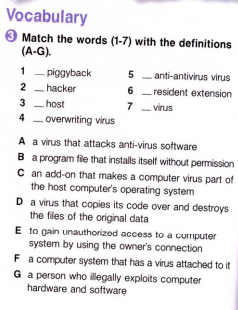 Vocabulary
3 Match the words (1-7) with the definitions
(A-G).
1 __ piggyback
2 __ hacker
3 __ host
4 __ overwriting virus
5 __ anti-antivirus virus
6 __ resident extension
7 __ virus
A a virus that attacks anti-virus software
B a program file that installs itself without permission
C an add-on that makes a computer virus part of
the host computer's operating system
D a virus that copies its code over and destroys
the files of the original data
E to gain unauthorized access to a computer
system by using the owner's connection
F a computer system that has a virus attached to it
G a person who illegally exploits computer
hardware and software